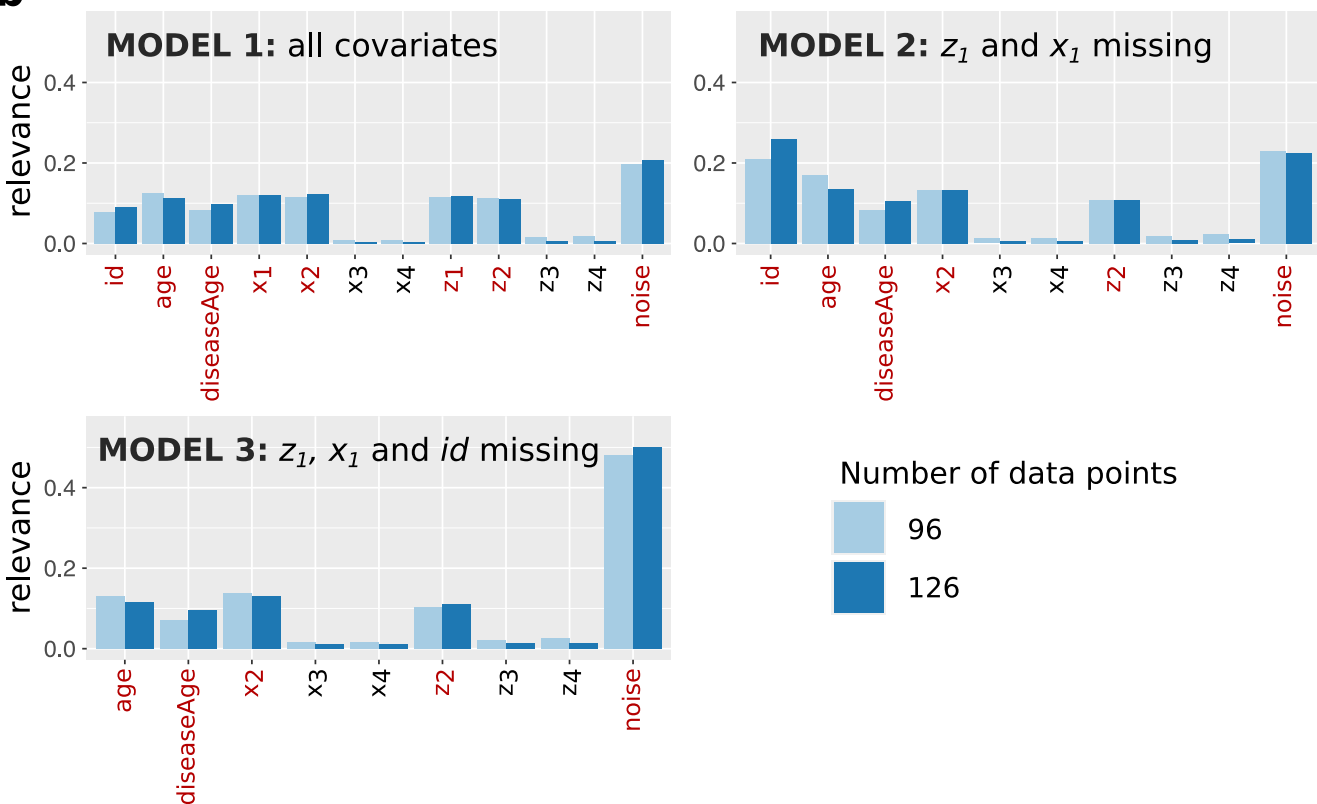 b
MODEL 1: all covariates
relevance
0.4
0.2
0.0
id
age
diseaseAge
x1
x2
x3
x4
z1
z2
z3
z4
noise
MODEL 2: z1 and x1 missing
0.4
0.2
0.0
id
age
diseaseAge
x2
x3
x4
z2
z3
z4
noise
MODEL 3: z1, x1 and id missing
relevance
0.4
0.2
0.0
age
diseaseAge
x2
x3
x4
z2
z3
z4
noise
Number of data points
96
126